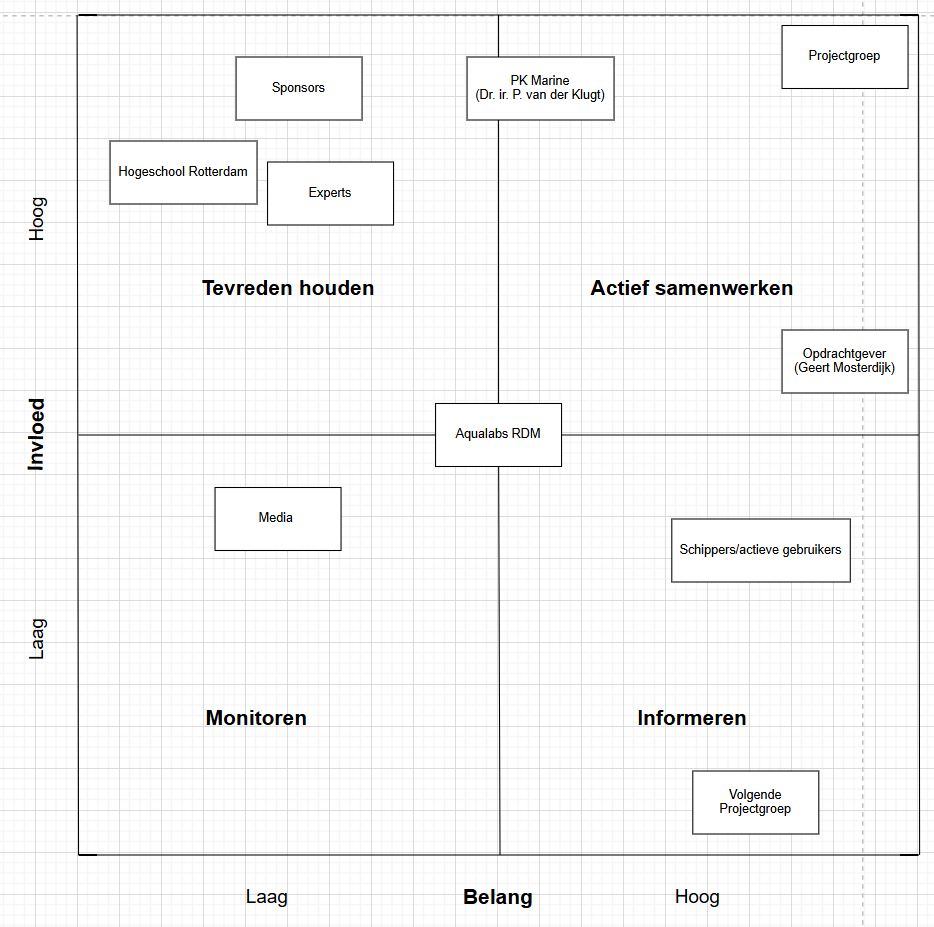 Projectgroep
Sponsors
PK Marine
(Dr. ir. P. van der Klugt)
Hogeschool Rotterdam
Experts
Hoog
Tevreden houden
Actief samenwerken
Opdrachtgever
(Geert Mosterdijk)
Invloed
Aqualabs RDM
Media
Schippers/actieve gebruikers
Laag
Monitoren
Informeren
Volgende
Projectgroep
Laag
Belang
Hoog